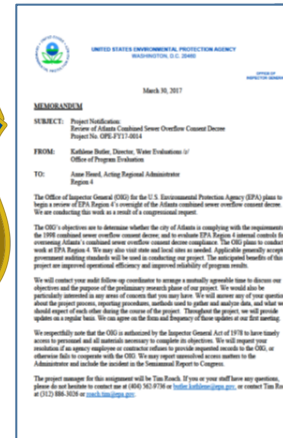 UNITED STATES ENVIRONMENTAL PROTECTION AGENCY
WASHINGTON, D.C. 20460
OFFICE OF
INSPECTOR GENERAL
March 30, 2017
MEMORANDUM
SUBJECT: Project Notification:
Review of Atlanta Combined Sewer Overflow Consent Decree
Project No. OPE-FY17-0014
FROM: Kathlene Butler, Director, Water Evaluations /s/
Office of Program Evaluation
TO: Anne Heard, Acting Regional Administrator
Region 4
The Office of Inspector General (OIG) for the U.S. Environmental Protection Agency (EPA) plans to
begin a review of EPA Region 4's oversight of the Atlanta combined sewer overflow consent decree.
We are conducting this work as a result of a congressional request.
The OIG's objectives are to determine whether the city of Atlanta is complying with the requirements
the 1998 combined sewer overflow consent decree, and to evaluate EPA Region 4 internal controls for
overseeing Atlanta's combined sewer overflow consent decree compliance. The OIG plans to conduct
work at EPA Region 4. We may also visit state and local sites as needed. Applicable generally accepted
government auditing standards will be used in conducting our project. The anticipated benefits of this
project are improved operational efficiency and improved reliability of program results.
We will contact your audit follow-up coordinator to arrange a mutually agreeable time to discuss our
objectives and the purpose of the preliminary research phase of our project. We would also be
particularly interested in any areas of concern that you may have. We will answer any of your questions
about the project process, reporting procedures, methods used to gather and analyze data, and what we
should expect of each other during the course of the project. Throughout the project, we will provide
updates on a regular basis. We can agree on the form and frequency of those updates at our first meeting.
We respectfully note that the OIG is authorized by the Inspector General Act of 1978 to have timely
access to personnel and all materials necessary to complete its objectives. We will request your
resolution if an agency employee or contractor refuses to provide requested records to the OIG, or
otherwise fails to cooperate with the OIG. We may report unresolved access matters to the
Administrator and include the incident in the Semiannual Report to Congress.
The project manager for this assignment will be Tim Roach. If you or your staff have any questions,
please do not hesitate to contact me at (404) 562-9736 or butler.kathlene@epa.gov, or contact Tim
at (312) 886-3026 or roach.tim@epa.gov.